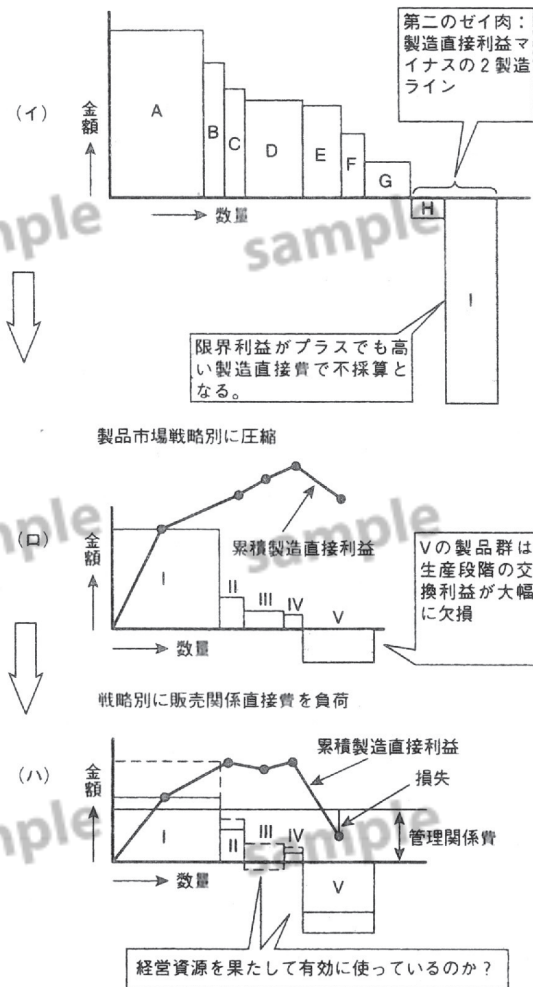 第二のゼイ肉：
製造直接利益マ
イナスの２製造
ライン
(イ)
金額
A
B
C
D
E
F
G
H
I
数量
sample
sample
限界利益がプラスでも高
い製造直接費で不採算と
なる。
製品市場戦略別に圧縮
(ロ)
金額
累積製造直接利益
I
II
III
IV
V
数量
sample
sample
Vの製品群は
生産段階の交
換利益が大幅
に欠損
戦略別に販売関係直接費を負荷
(ハ)
金額
累積製造直接利益
損失
管理関係費
I
II
III
IV
V
数量
sample
sample
経営資源を果たして有効に使っているのか？